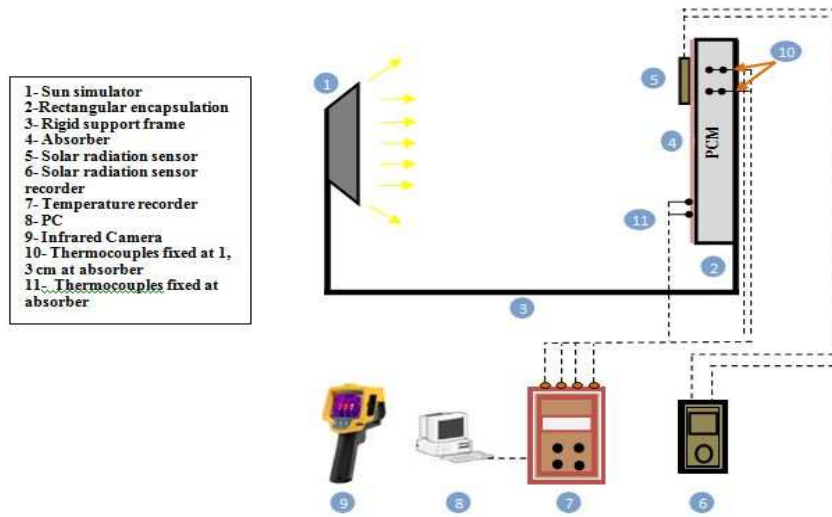 1- Sun simulator
2-Rectangular encapsulation
3- Rigid support frame
4- Absorber
5- Solar radiation sensor
6- Solar radiation sensor
recorder
7- Temperature recorder
8- PC
9-Infrared Camera
10- Thermocouples fixed at 1,
3 cm at absorber
11- Thermocouples fixed at
absorber
1
5
10
4
PCM
11
2
3
9
8
7
6